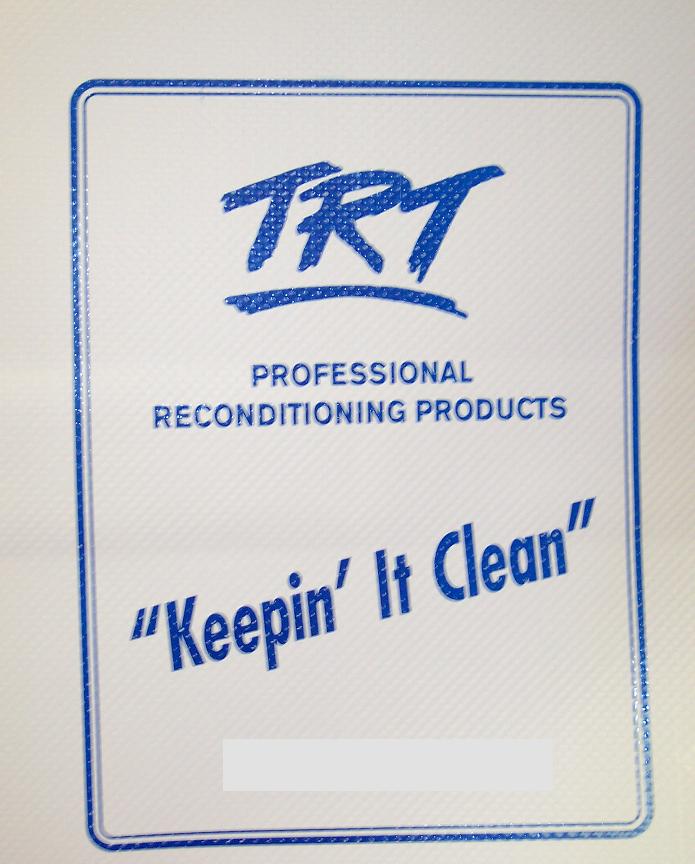 TRT
PROFESSIONAL
RECONDITIONING PRODUCTS
"Keepin' It Clean"